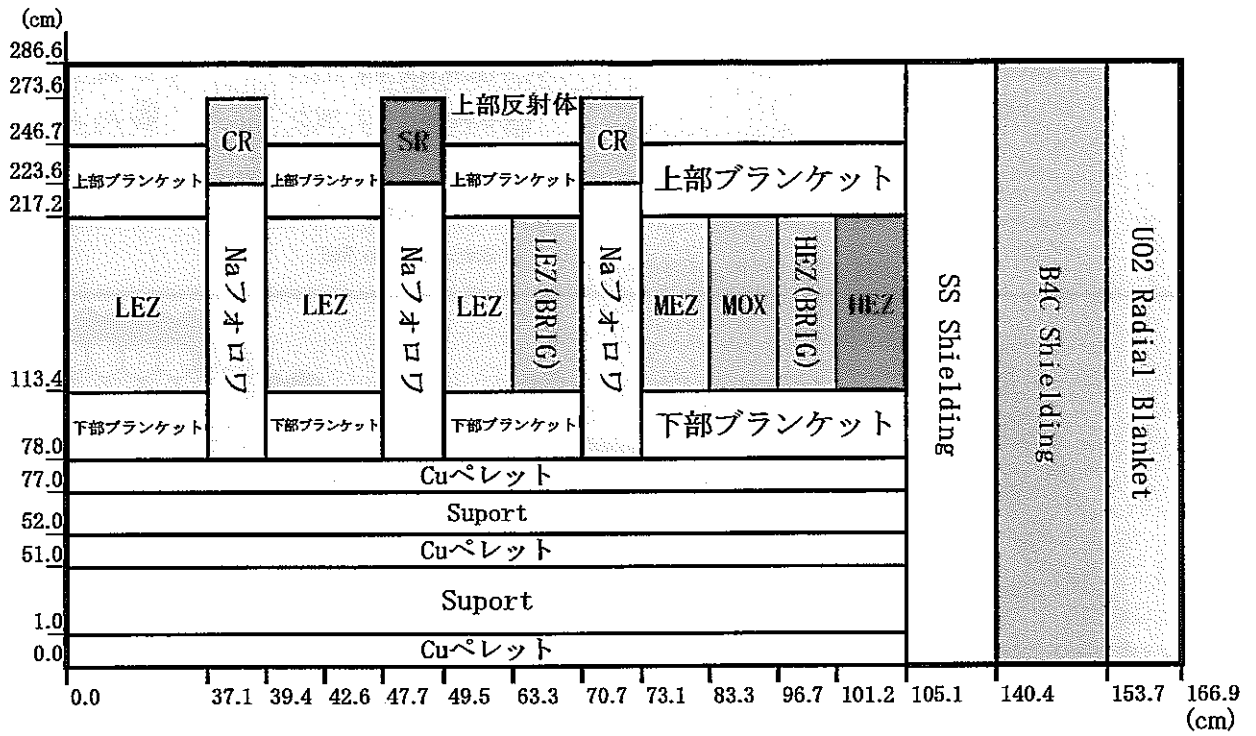 (cm)
286.6
273.6
246.7
223.6
217.2
113.4
78.0
77.0
52.0
51.0
1.0
0.0
上部反射体
CR
SR
CR
上部ブランケット
上部ブランケット
上部ブランケット
上部ブランケット
LEZ
Naフォロワ
LEZ
Naフォロワ
LEZ
LEZ(BRIG)
Naフォロワ
MEZ
MOX
HEZ(BRIG)
HEZ
下部ブランケット
下部ブランケット
下部ブランケット
下部ブランケット
Cuペレット
Suport
Cuペレット
Suport
Cuペレット
SS Shielding
B4C Shielding
UO2 Radial Blanket
0.0 37.1 39.4 42.6 47.7 49.5 63.3 70.7 73.1 83.3 96.7 101.2 105.1 140.4 153.7 166.9
(cm)